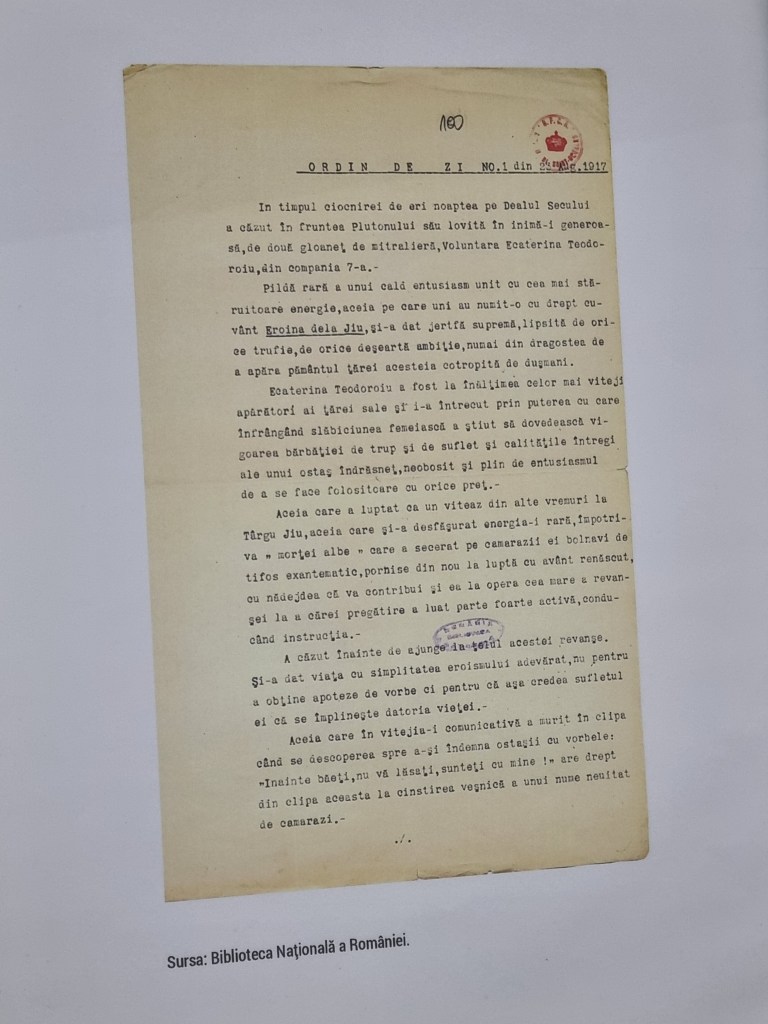 100
ORDIN DE ZI NO.1 din Aug.1917
In timpul ciocnirei de eri noaptea pe Dealul Secului
a căzut în fruntea Plutonului său lovită în inimă-i generoa-
să,de două gloaneţ de mitralieră,Voluntara Ecaterina Teodo-
roiu,din compania 7-a.-
Pildă rară a unui cald entusiasm unit cu cea mai stă-
ruitoare energie,aceia pe care uni au numit-o cu drept cu-
vânt Eroina dela Jiu,şi-a dat jertfă supremă,lipsită de ori-
ce trufie,de orice deşeartă ambiţie,numai din dragostea de
a apăra pământul ţărei acesteia cotropită de duşmani.
Ecaterina Teodoroiu a fost la înălţimea celor mai viteji
apărători ai ţărei sale şi i-a întrecut prin puterea cu care
înfrângând slăbiciunea femeiască a ştiut să dovedească vi-
goarea bărbăţiei de trup şi de suflet şi calităţile întregi
ale unui ostaş îndrăsneţ,neobosit şi plin de entusiasmul
de a se face folositoare cu orice preţ.-
Aceia care a luptat ca un viteaz din alte vremuri la
Târgu Jiu,aceia care şi-a desfăşurat energia-i rară,împotri-
va „ morţei albe " care a secerat pe camarazii ei bolnavi de
tifos exantematic,pornise din nou la luptă cu avânt renăscut,
cu nădejdea că va contribui şi ea la opera cea mare a revan-
şei la a cărei pregătire a luat parte foarte activă,condu-
când instrucţia.-
ROMÂNIA
A căzut înainte de ajunge la ţelul acestei revanşe.
Şi-a dat viaţa cu simplitatea eroismului adevărat,nu pentru
a obţine apoteze de vorbe ci pentru că aşa credea sufletul
ei că se împlineşte datoria vieţei.-
Aceia care în vitejia-i comunicativă a murit în clipa
când se descoperea spre a-şi îndemna ostaşii cu vorbele:
„Inainte băeţi,nu vă lăsaţi,sunteţi cu mine !" are drept
din clipa aceasta la cinstirea veşnică a unui nume neuitat
de camarazi.-
./.
Sursa: Biblioteca Naţională a României.